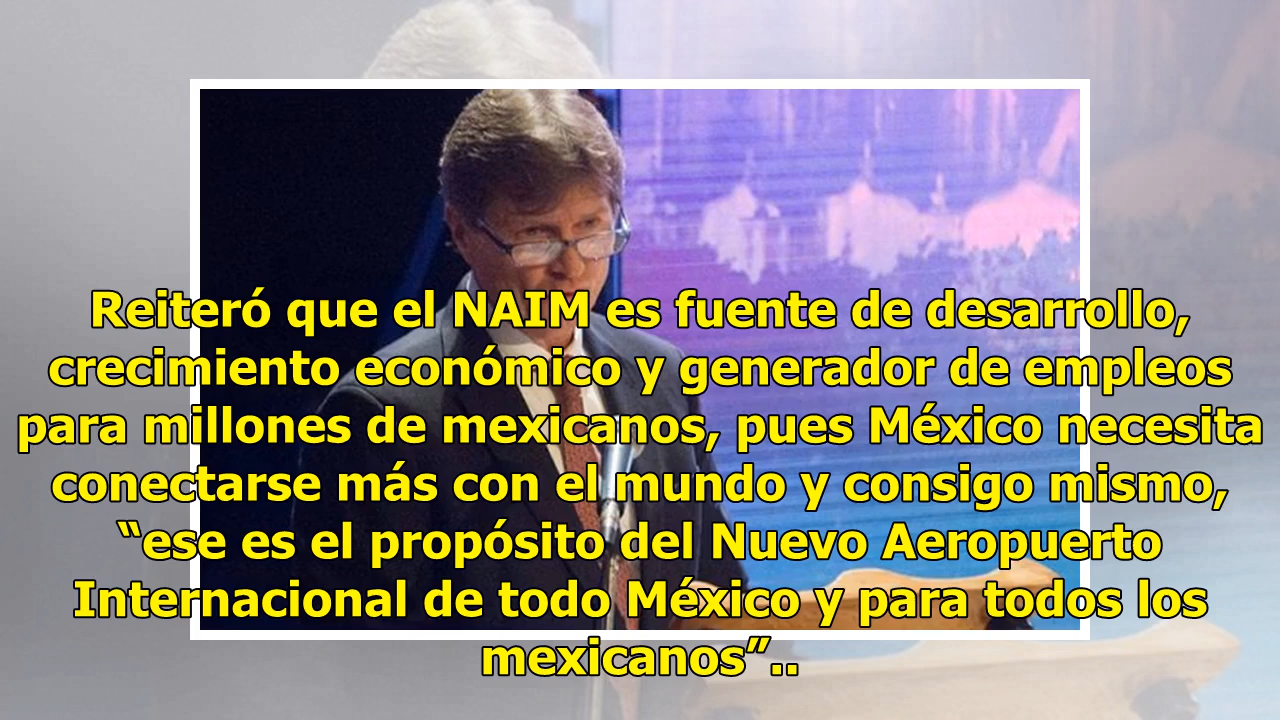 Reiteró que el NAIM es fuente de desarrollo,
crecimiento económico y generador de empleos
para millones de mexicanos, pues México necesita
conectarse más con el mundo y consigo mismo,
“ese es el propósito del Nuevo Aeropuerto
Internacional de todo México y para todos los
mexicanos”..